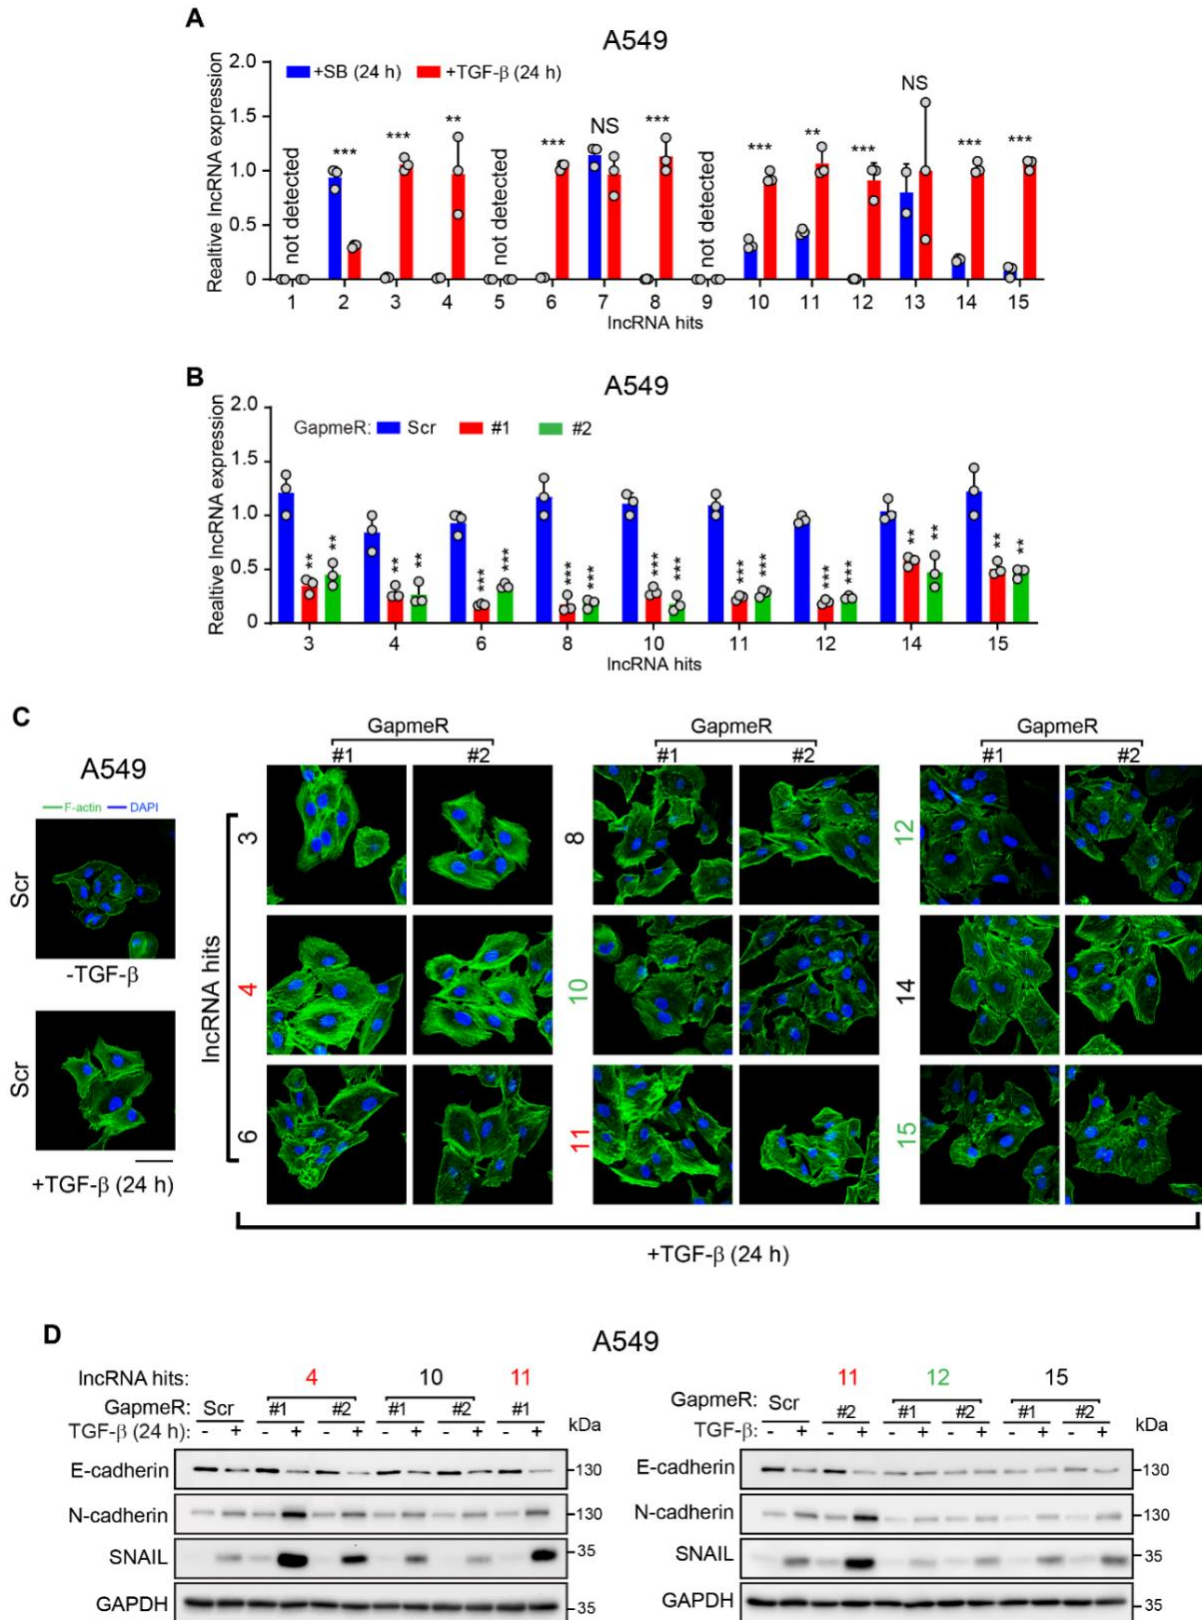 A
A549
Realtive lncRNA expression
2.0
1.5
1.0
0.5
0
+SB (24 h) +TGF-β (24 h)
not detected
***
***
**
not detected
***
NS
***
not detected
***
**
***
NS
***
***
1 2 3 4 5 6 7 8 9 10 11 12 13 14 15
lncRNA hits
B
A549
Realtive lncRNA expression
2.0
1.5
1.0
0.5
0
GapmeR: Scr #1 #2
** **
** **
*** ***
*** ***
*** ***
*** ***
*** ***
** **
** **
3 4 6 8 10 11 12 14 15
lncRNA hits
C
A549
F-actin DAPI
Scr
-TGF-β
Scr
+TGF-β (24 h)
GapmeR GapmeR GapmeR
#1 #2 #1 #2 #1 #2
lncRNA hits
3 8 12
4 10 14
6 11 15
+TGF-β (24 h)
D
A549
lncRNA hits: 4 10 11
GapmeR: Scr #1 #2 #1 #2 #1
TGF-β (24 h): - + - + - + - + - + - + kDa
E-cadherin 130
N-cadherin 130
SNAIL 35
GAPDH 35
11 12 15
GapmeR: Scr #2 #1 #2 #1 #2
TGF-β: - + - + - + - + - + - + kDa
E-cadherin 130
N-cadherin 130
SNAIL 35
GAPDH 35